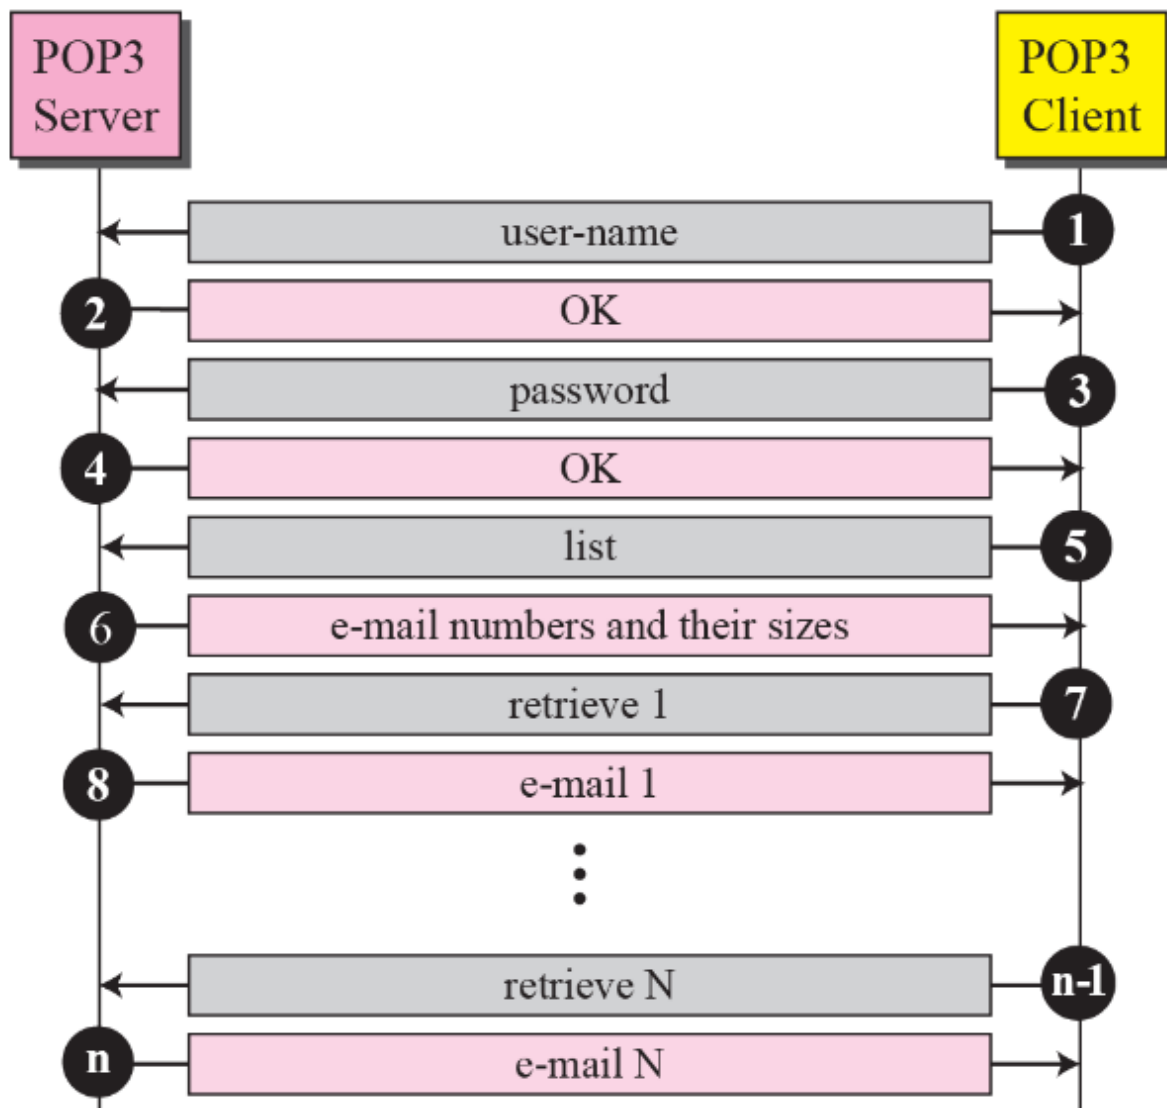 POP3
Server
POP3
Client
1
user-name
2
OK
password
3
4
OK
list
5
6
e-mail numbers and their sizes
retrieve 1
7
8
e-mail 1
retrieve N
n-1
n
e-mail N